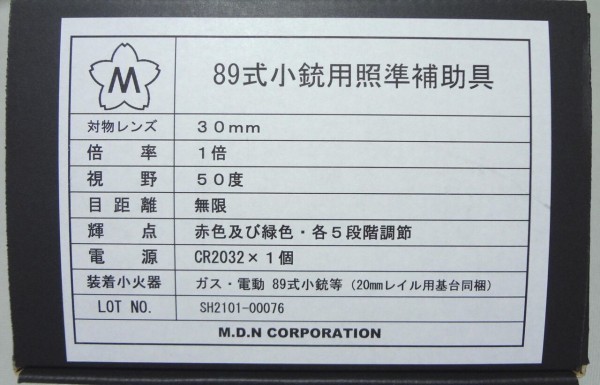 M
89式小銃用照準補助具
対物レンズ 30mm
倍率 1倍
視野 50度
目距離 無限
輝点 赤色及び緑色・各5段階調節
電源 CR2032×1個
装着小火器 ガス・電動 89式小銃等(20mmレイル用基台同梱)
LOT NO. SH2101-00076
M.D.N CORPORATION